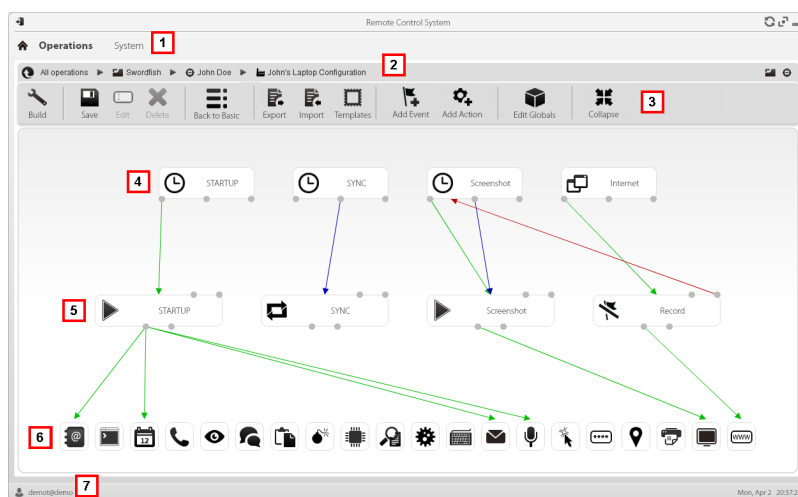 Remote Control System
Operations System 1
All operations Swordfish John Doe John's Laptop Configuration 2
Build Save Edit Delete Back to Basic Export Import Templates Add Event Add Action Edit Globals Collapse 3
4 STARTUP SYNC Screenshot Internet
5 STARTUP SYNC Screenshot Record
6 @ 12 www
7
demot@demo Mon, Apr 2 20:37:2